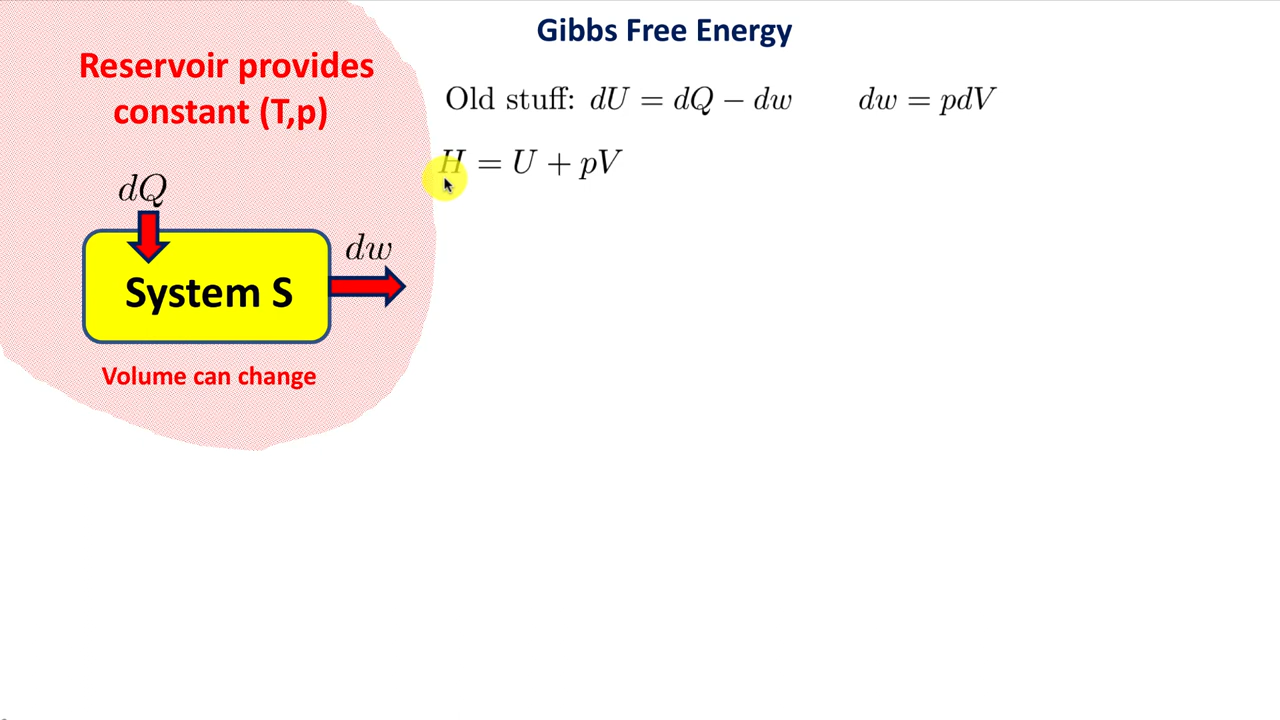 Gibbs Free Energy
Reservoir provides
constant (T,p)
Old stuff: dU = dQ − dw dw = pdV
H = U + pV
dQ
dw
System S
Volume can change